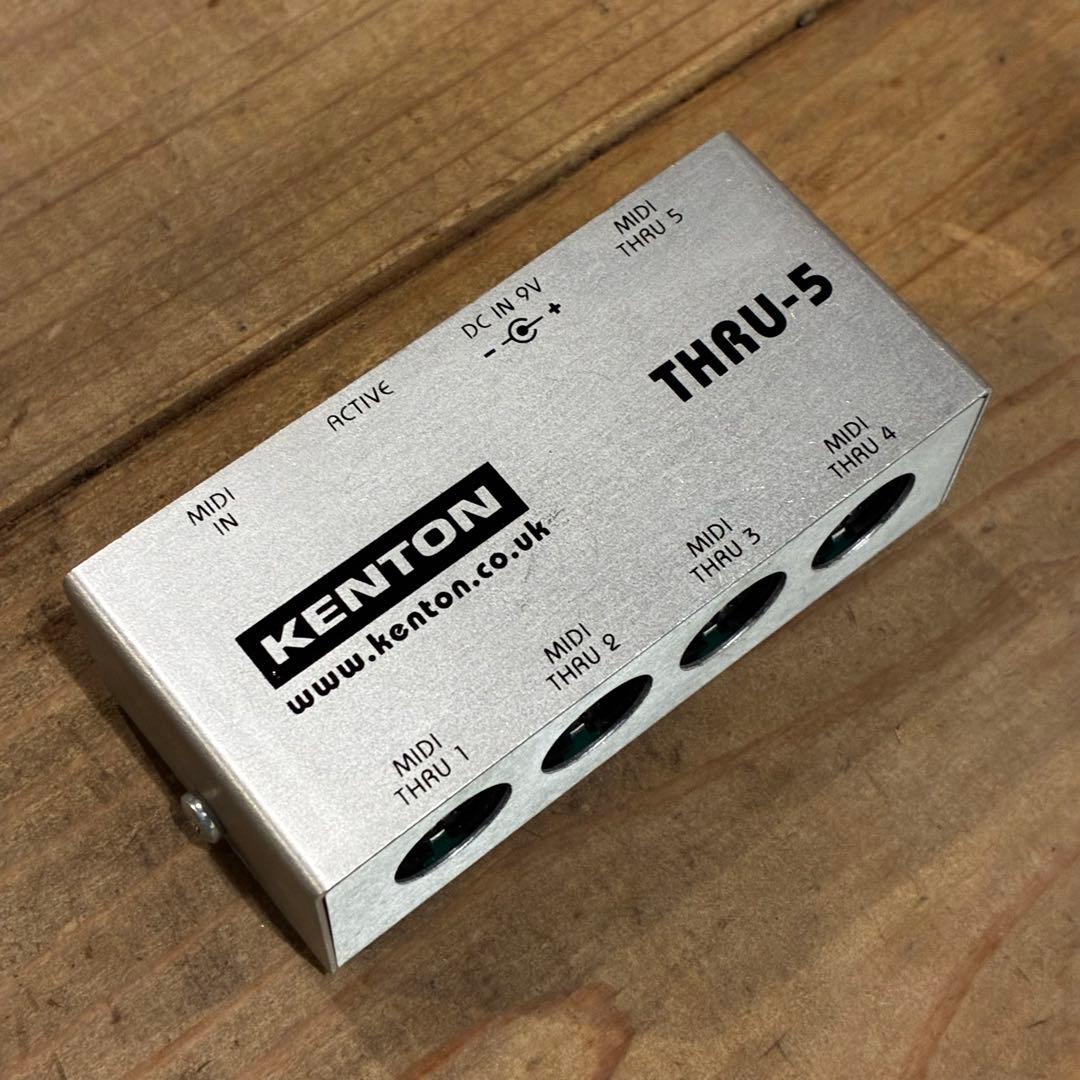 MIDI
THRU 5
DC IN 9V
- +
ACTIVE
MIDI
IN
THRU-5
KENTON
www.kenton.co.uk
MIDI
THRU 1
MIDI
THRU 2
MIDI
THRU 3
MIDI
THRU 4